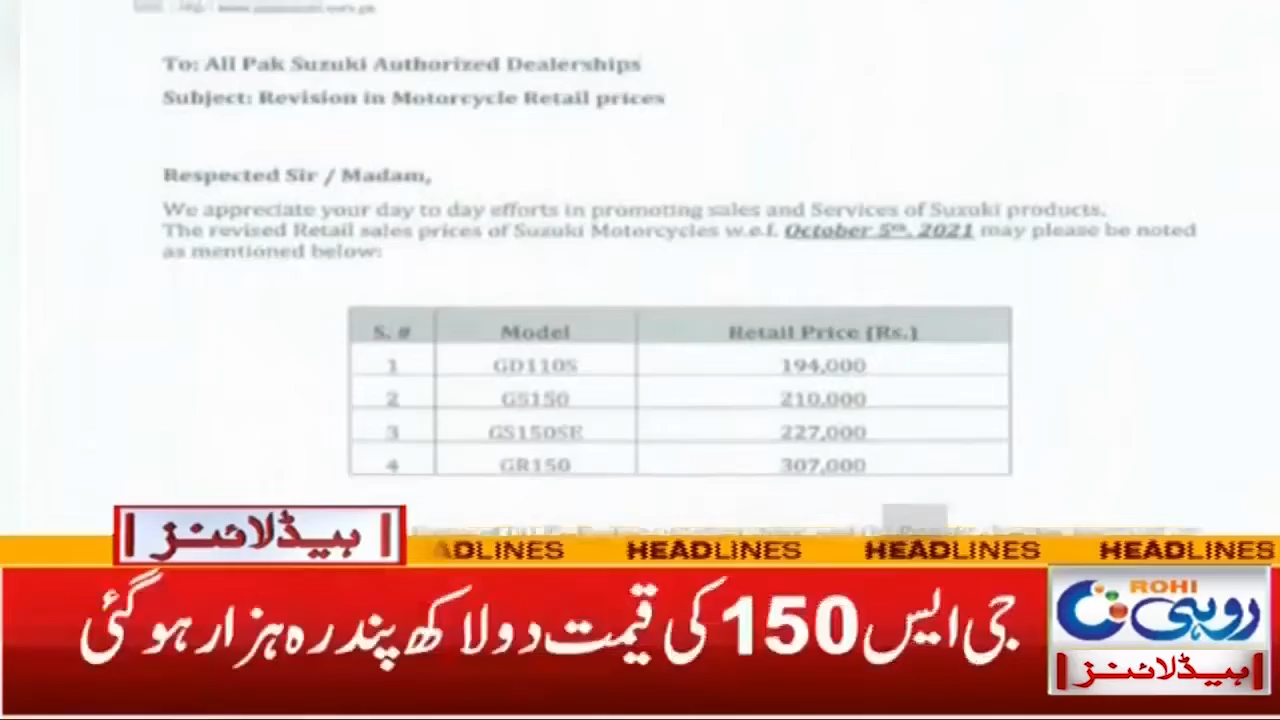 To: All Pak Suzuki Authorized Dealerships
Subject: Revision in Motorcycle Retail prices
Respected Sir / Madam,
We appreciate your day to day efforts in promoting sales and Services of Suzuki products.
The revised Retail sales prices of Suzuki Motorcycles w.e.f. October 5th, 2021 may please be noted
as mentioned below:
S. # Model Retail Price (Rs.)
1 GD110S 194,000
2 GS150 210,000
3 GS150SE 227,000
4 GR150 307,000
ہیڈلائنز
ADLINES HEADLINES HEADLINES HEADLINES
جی ایس 150 کی قیمت دو لاکھ پندرہ ہزار ہو گئی
ROHI
روہی
ہیڈلائنز